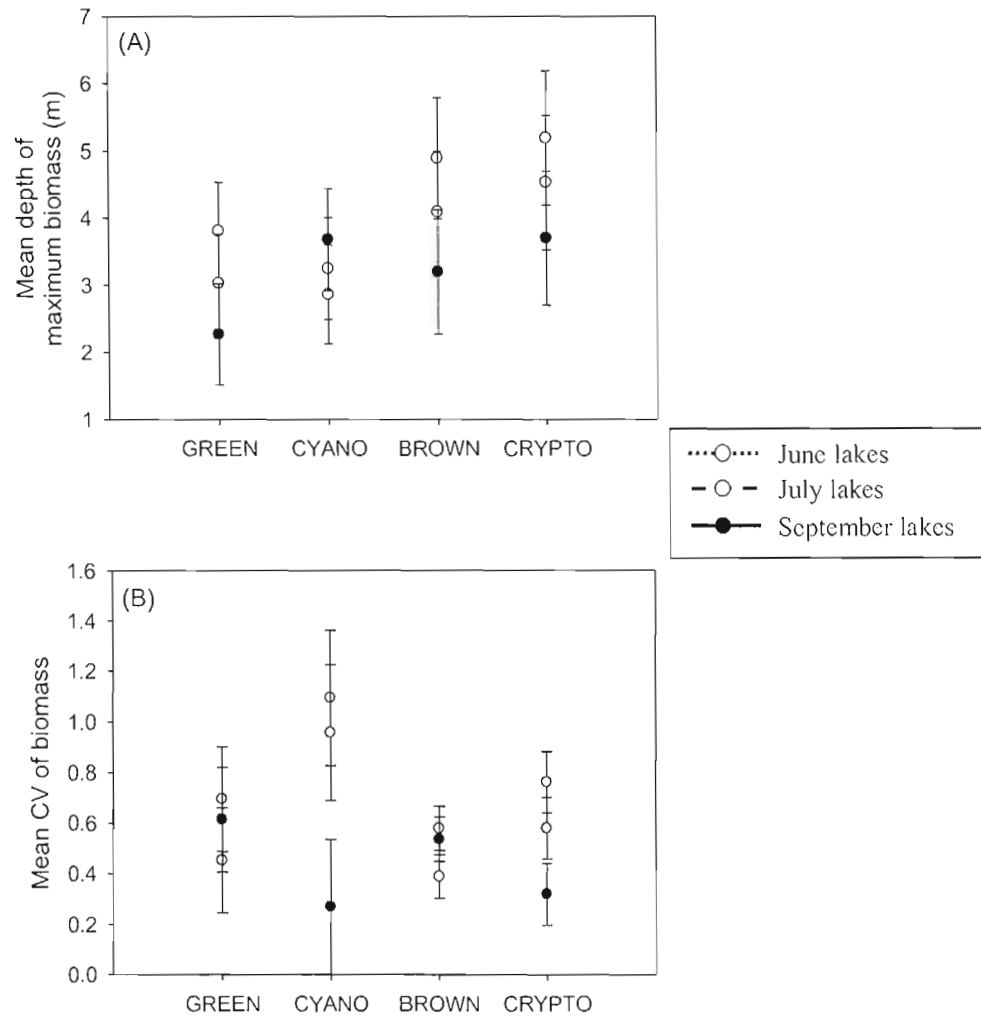 (A)
Mean depth of
maximum biomass (m)
7
6
5
4
3
2
1
GREEN CYANO BROWN CRYPTO
June lakes
July lakes
September lakes
(B)
Mean CV of biomass
1.6
1.4
1.2
1.0
0.8
0.6
0.4
0.2
0.0
GREEN CYANO BROWN CRYPTO